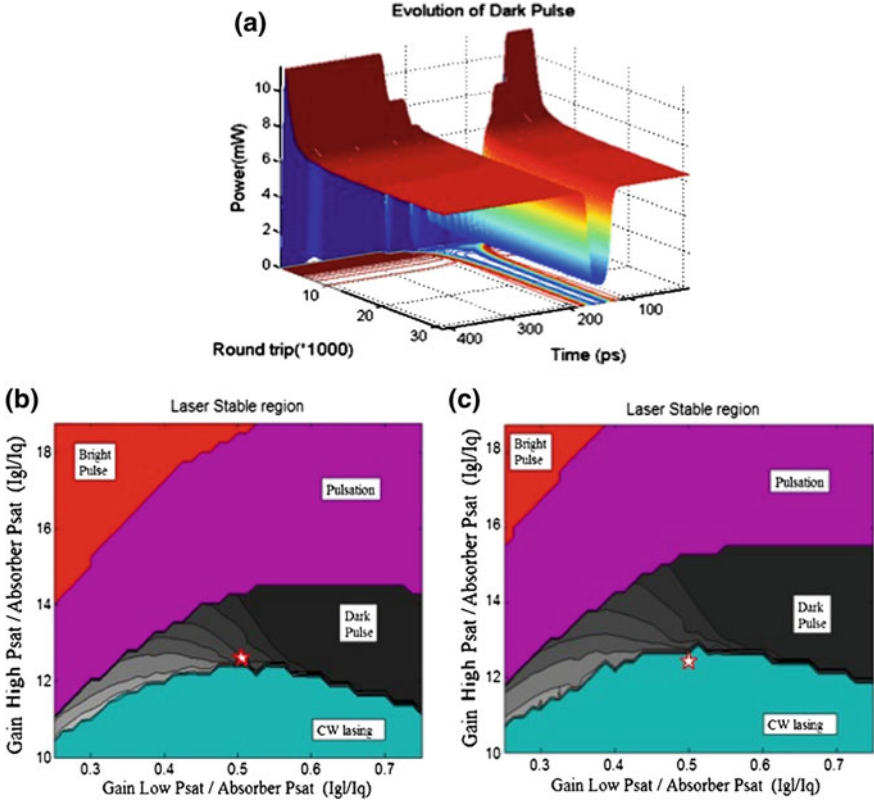 (a)
Evolution of Dark Pulse
Power(mW)
10
8
6
4
2
0
10
20
30
Round trip(*1000)
400
300
200
100
Time (ps)
(b)
Laser Stable region
Gain High Psat / Absorber Psat (Igl/Iq)
18
16
14
12
10
Bright
Pulse
Pulsation
Dark
Pulse
CW lasing
0.3
0.4
0.5
0.6
0.7
Gain Low Psat / Absorber Psat (Igl/Iq)
(c)
Laser Stable region
Gain High Psat / Absorber Psat (Igl/Iq)
18
16
14
12
10
Bright
Pulse
Pulsation
Dark
Pulse
CW lasing
0.3
0.4
0.5
0.6
0.7
Gain Low Psat / Absorber Psat (Igl/Iq)